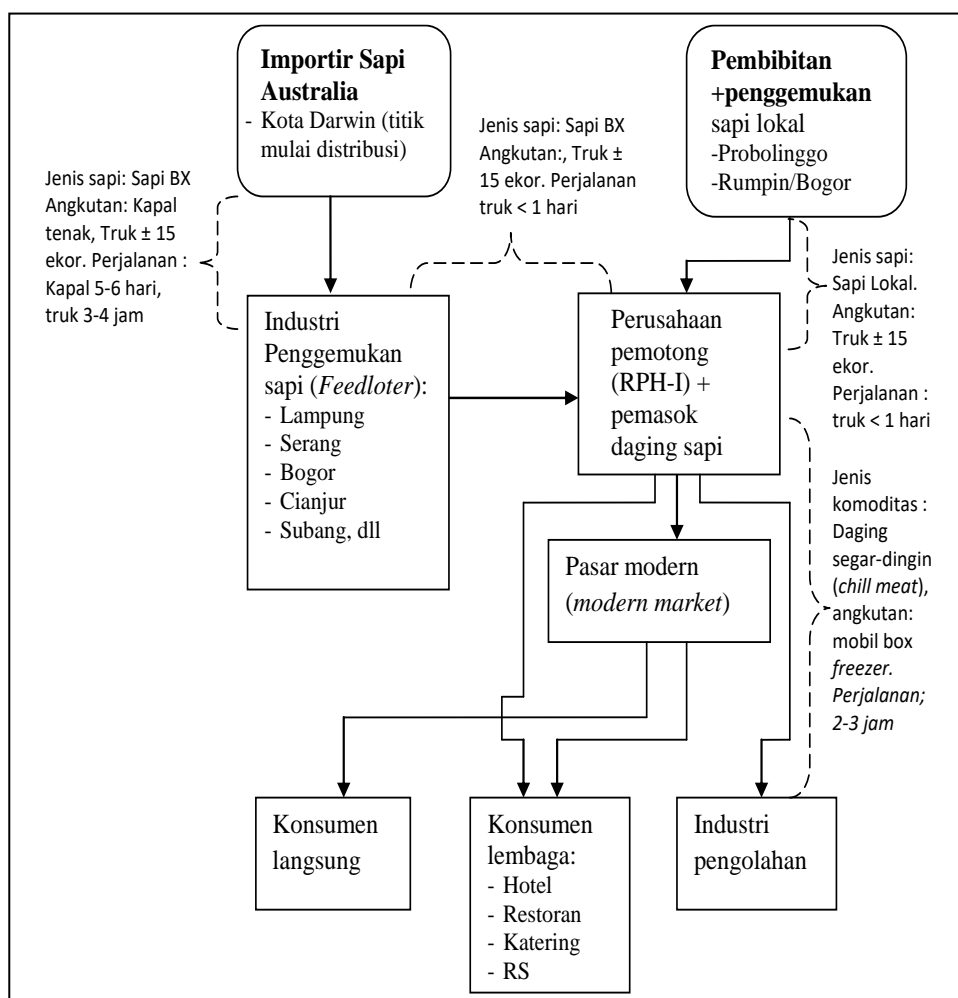 Importir Sapi
Australia
- Kota Darwin (titik
mulai distribusi)
Jenis sapi: Sapi BX
Angkutan:, Truk ±
15 ekor. Perjalanan
truk < 1 hari
Pembibitan
+penggemukan
sapi lokal
-Probolinggo
-Rumpin/Bogor
Jenis sapi: Sapi BX
Angkutan: Kapal
tenak, Truk ± 15
ekor. Perjalanan :
Kapal 5-6 hari,
truk 3-4 jam
Jenis sapi:
Sapi Lokal.
Angkutan:
Truk ± 15
ekor.
Perjalanan :
truk < 1 hari
Industri
Penggemukan
sapi (Feedloter):
- Lampung
- Serang
- Bogor
- Cianjur
- Subang, dll
Perusahaan
pemotong
(RPH-I) +
pemasok
daging sapi
Jenis
komoditas :
Daging
segar-dingin
(chill meat),
angkutan:
mobil box
freezer.
Perjalanan;
2-3 jam
Pasar modern
(modern market)
Konsumen
langsung
Konsumen
lembaga:
- Hotel
- Restoran
- Katering
- RS
Industri
pengolahan